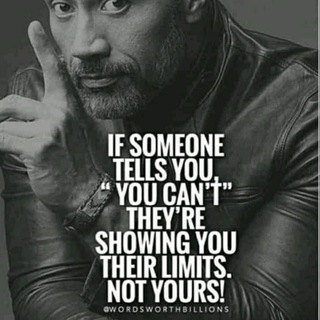 IF SOMEONE
TELLS YOU,
“ YOU CAN’T”
THEY’RE
SHOWING YOU
THEIR LIMITS.
NOT YOURS!
@WORDSWORTHBILLIONS